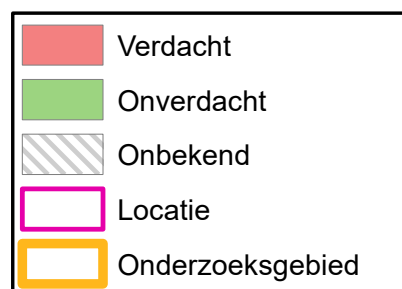 Verdacht
Onverdacht
Onbekend
Locatie
Onderzoeksgebied